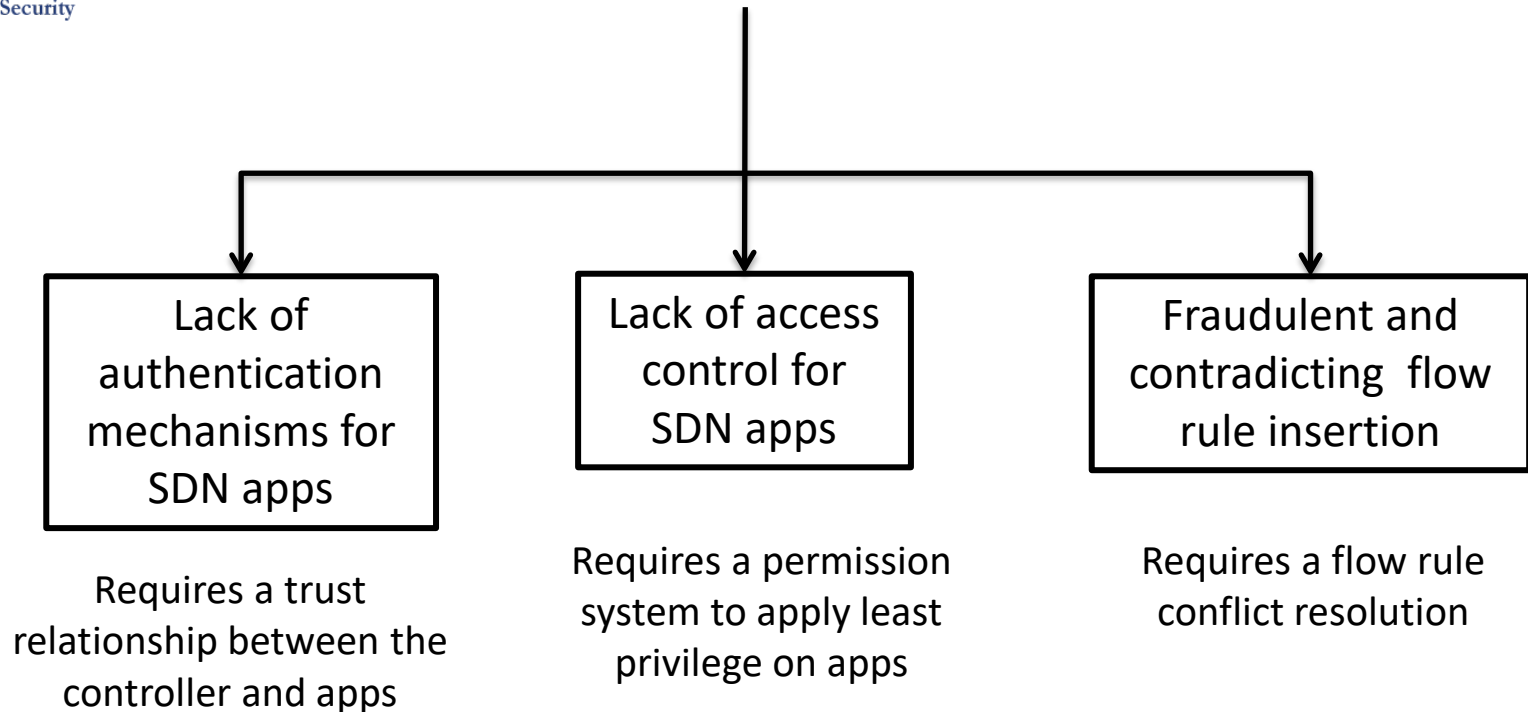 Security
Lack of
authentication
mechanisms for
SDN apps
Requires a trust
relationship between the
controller and apps
Lack of access
control for
SDN apps
Requires a permission
system to apply least
privilege on apps
Fraudulent and
contradicting flow
rule insertion
Requires a flow rule
conflict resolution